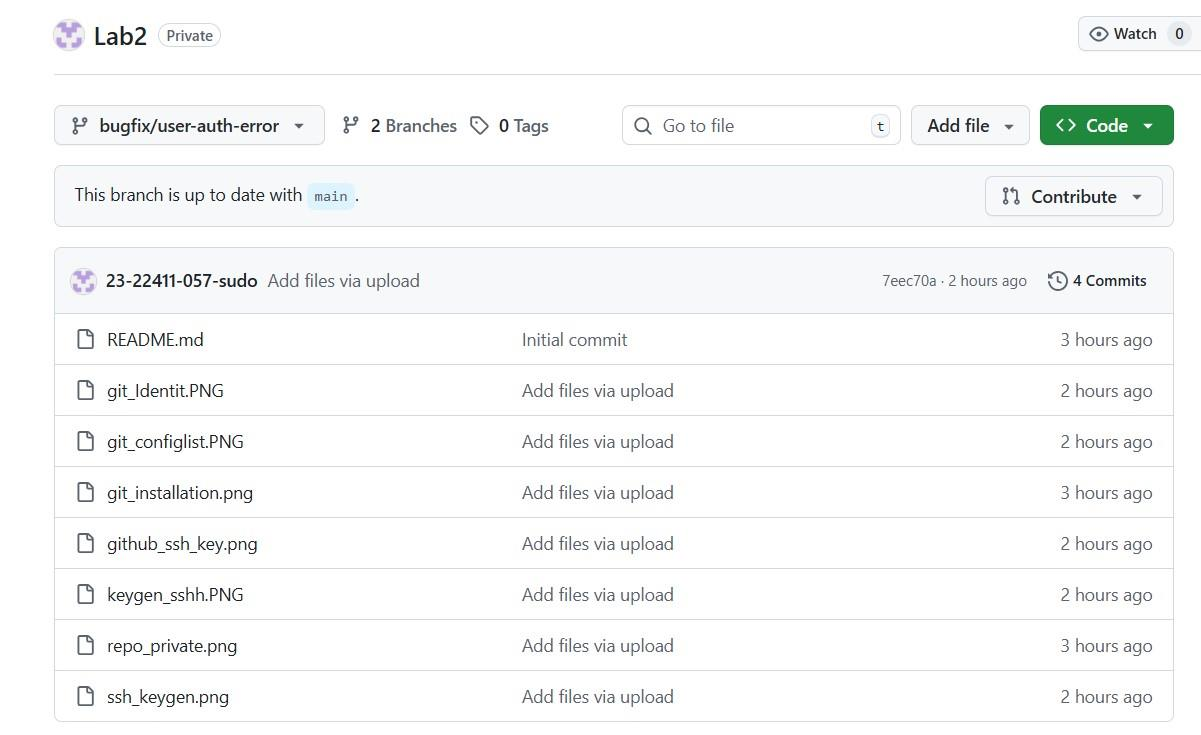 Lab2 Private Watch 0
bugfix/user-auth-error 2 Branches 0 Tags Go to file t Add file Code
This branch is up to date with main . Contribute
23-22411-057-sudo Add files via upload 7eec70a · 2 hours ago 4 Commits
README.md Initial commit 3 hours ago
git_Identit.PNG Add files via upload 2 hours ago
git_configlist.PNG Add files via upload 2 hours ago
git_installation.png Add files via upload 3 hours ago
github_ssh_key.png Add files via upload 2 hours ago
keygen_sshh.PNG Add files via upload 2 hours ago
repo_private.png Add files via upload 3 hours ago
ssh_keygen.png Add files via upload 2 hours ago